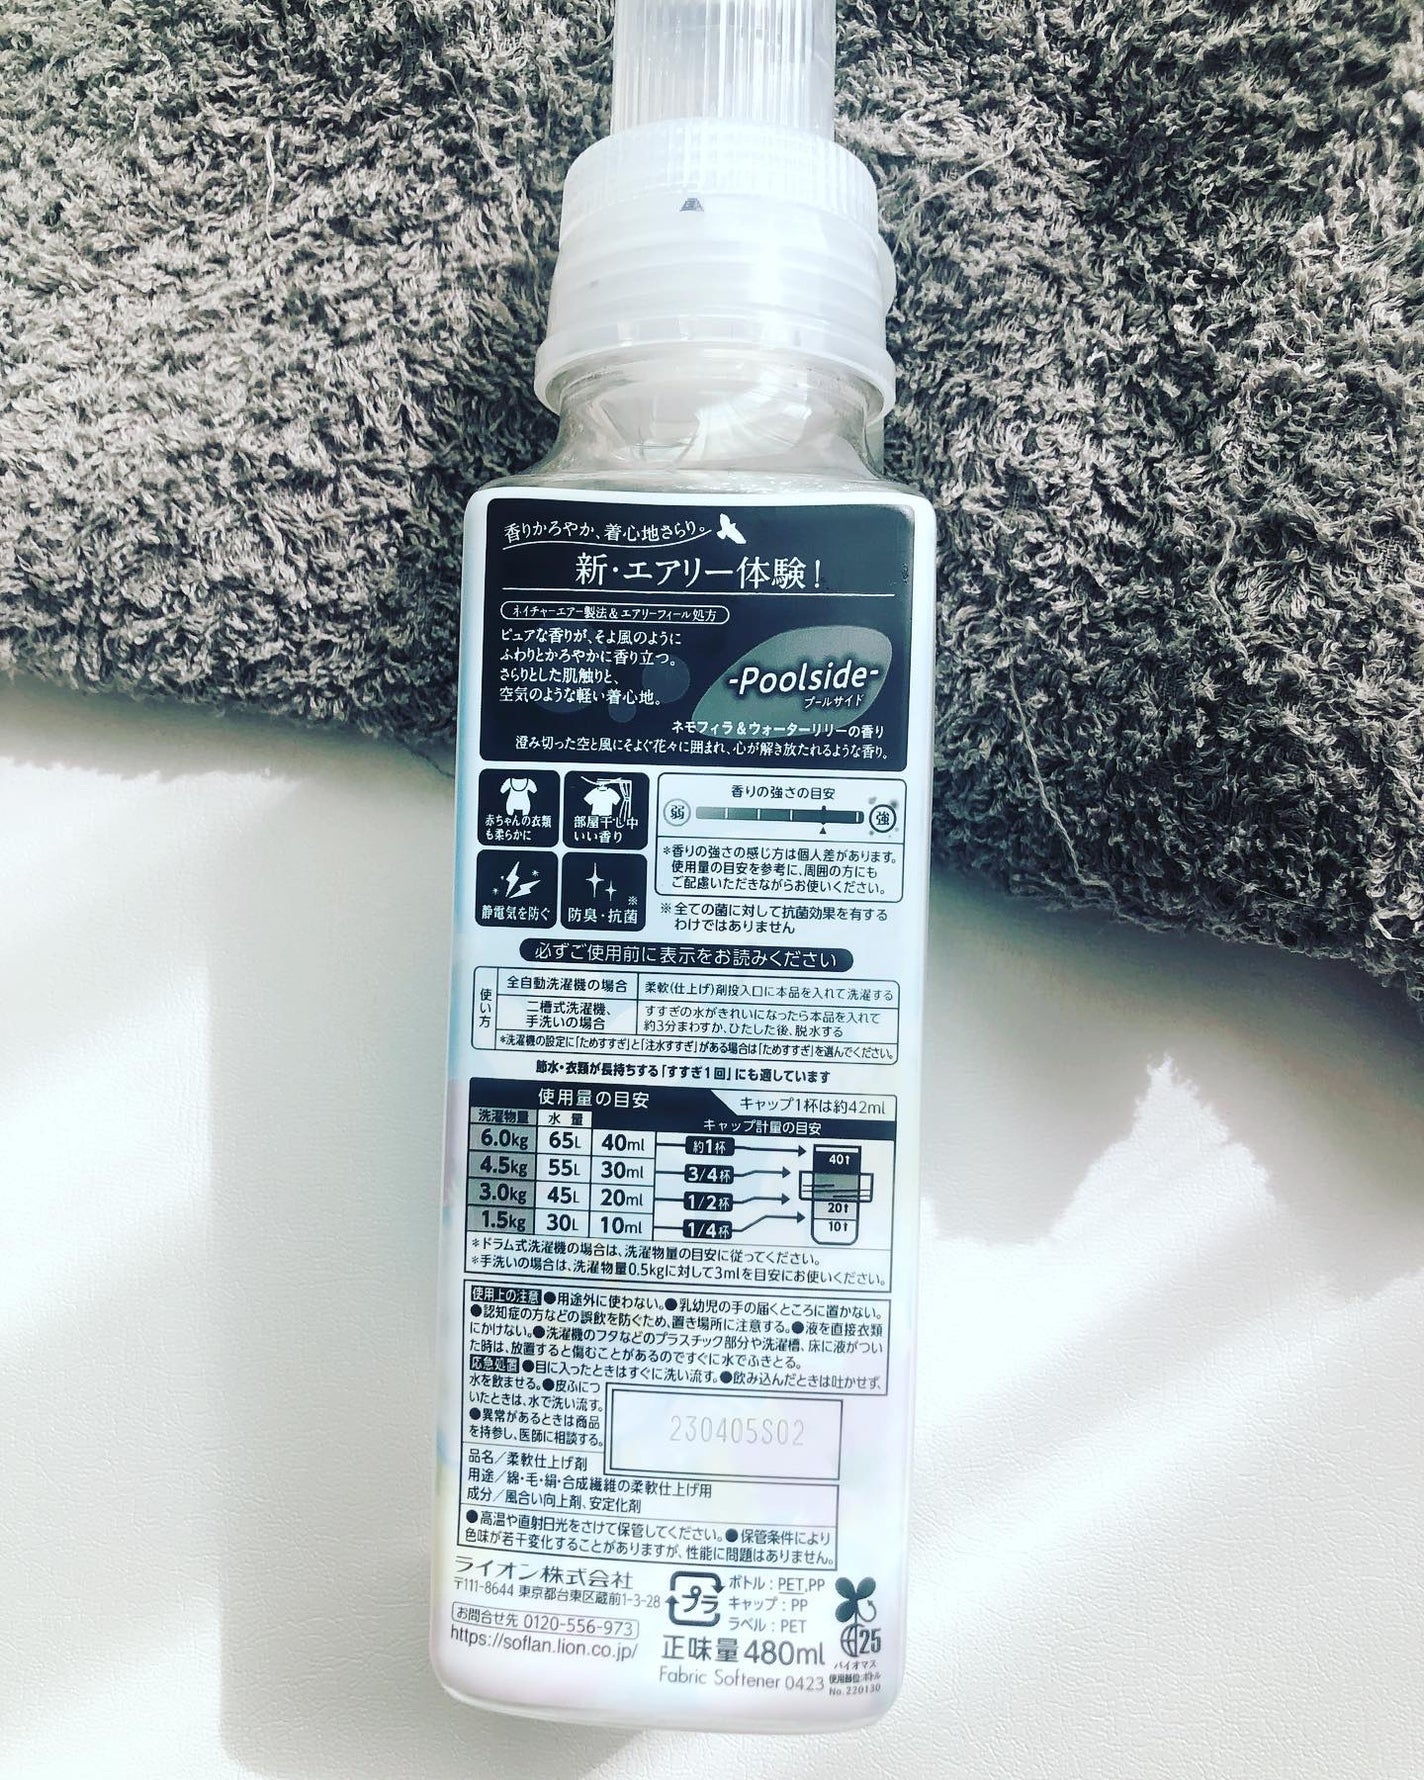 香りかろやか、着心地さらり。
新・エアリー体験！
ネイチャーエアー製法&エアリーフィール処方
ピュアな香りが、そよ風のように
ふわりとかろやかに香り立つ。
さらりとした肌触りと、
空気のような軽い着心地。
-Poolside-
プールサイド
ネモフィラ&ウォーターリリーの香り
澄み切った空と風にそよぐ花々に囲まれ、心が解き放たれるような香り。
赤ちゃんの衣類
も柔らかに
部屋干し中
いい香り
静電気を防ぐ
防臭・抗菌※
香りの強さの目安
弱
強
*香りの強さの感じ方は個人差があります。
使用量の目安を参考に、周囲の方にも
ご配慮いただきながらお使いください。
※全ての菌に対して抗菌効果を有する
わけではありません
必ずご使用前に表示をお読みください
使い方
全自動洗濯機の場合 柔軟(仕上げ)剤投入口に本品を入れて洗濯する
二槽式洗濯機、
手洗いの場合
すすぎの水がきれいになったら本品を入れて
約3分まわすか、ひたした後、脱水する
*洗濯機の設定に「ためすすぎ」と「注水すすぎ」がある場合は「ためすすぎ」を選んでください。
節水・衣類が長持ちする「すすぎ1回」にも適しています
使用量の目安 キャップ1杯は約42ml
洗濯物量 水量 キャップ計量の目安
6.0kg 65L 40ml 約1杯
4.5kg 55L 30ml 3/4杯
3.0kg 45L 20ml 1/2杯
1.5kg 30L 10ml 1/4杯
40↑
20↑
10↑
*ドラム式洗濯機の場合は、洗濯物量の目安に従ってください。
*手洗いの場合は、洗濯物量0.5kgに対して3mlを目安にお使いください。
使用上の注意 ●用途外に使わない。●乳幼児の手の届くところに置かない。
●認知症の方などの誤飲を防ぐため、置き場所に注意する。●液を直接衣類
にかけない。●洗濯機のフタなどのプラスチック部分や洗濯槽、床に液がつい
た時は、放置すると傷むことがあるのですぐに水でふきとる。
応急処置 ●目に入ったときはすぐに洗い流す。●飲み込んだときは吐かせず、
水を飲ませる。●皮ふにつ
いたときは、水で洗い流す。
●異常があるときは商品
を持参し、医師に相談する。
230405S02
品名／柔軟仕上げ剤
用途／綿・毛・絹・合成繊維の柔軟仕上げ用
成分／風合い向上剤、安定化剤
●高温や直射日光をさけて保管してください。●保管条件により
色味が若干変化することがありますが、性能に問題はありません。
ライオン株式会社
〒111-8644 東京都台東区蔵前1-3-28
お問合せ先 0120-556-973
https://soflan.lion.co.jp/
プラ
ボトル：PET,PP
キャップ：PP
ラベル：PET
正味量 480ml
Fabric Softener 0423
25
バイオマス
使用部位:ボトル
No.220130